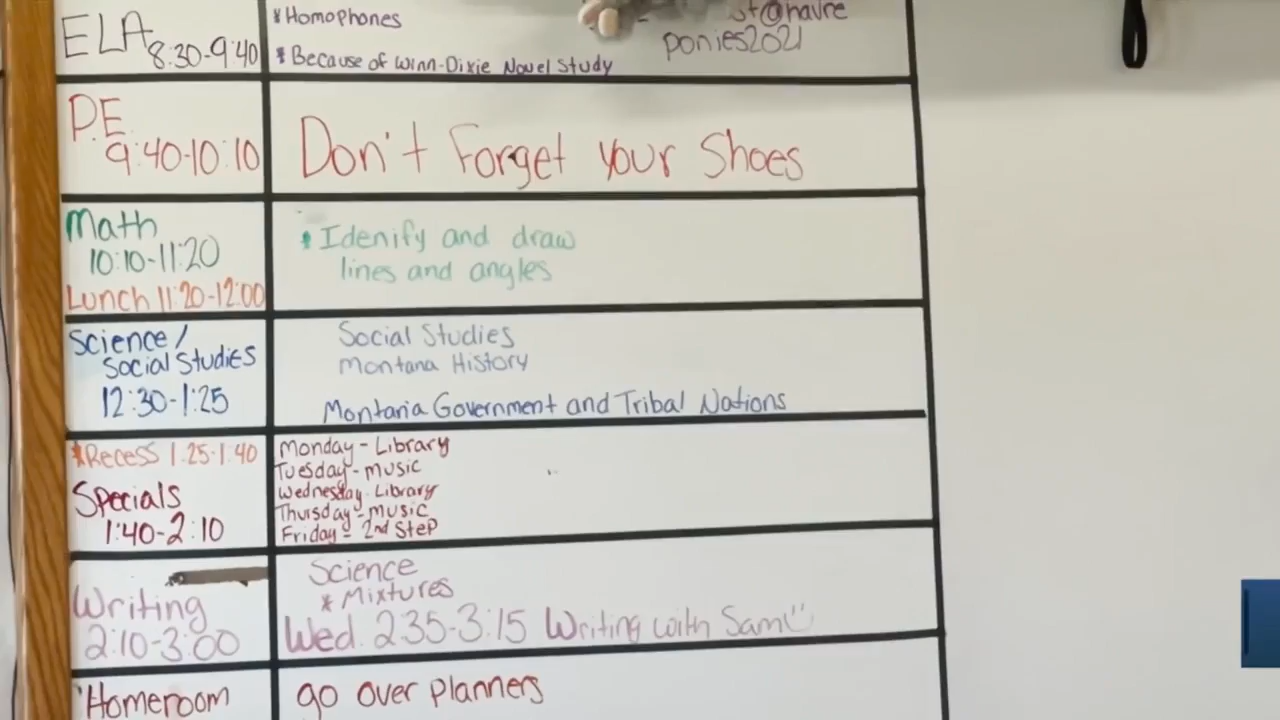 ELA
8:30-9:40
*Homophones
*Because of Winn-Dixie Novel Study
st@havre
ponies2021
P.E
9:40-10:10
Don't Forget your Shoes
Math
10:10-11:20
Lunch 11:20-12:00
Idenify and draw
lines and angles
Science/
Social Studies
12:30-1:25
Social Studies
Montana History
Montana Government and Tribal Nations
*Recess 1:25-1:40
Specials
1:40-2:10
Monday - Library
Tuesday - Music
Wednesday - Library
Thursday - Music
Friday - 2nd Step
Writing
2:10-3:00
Science
* Mixtures
Wed. 2:35-3:15 Writing with Sam
Homeroom
go over planners